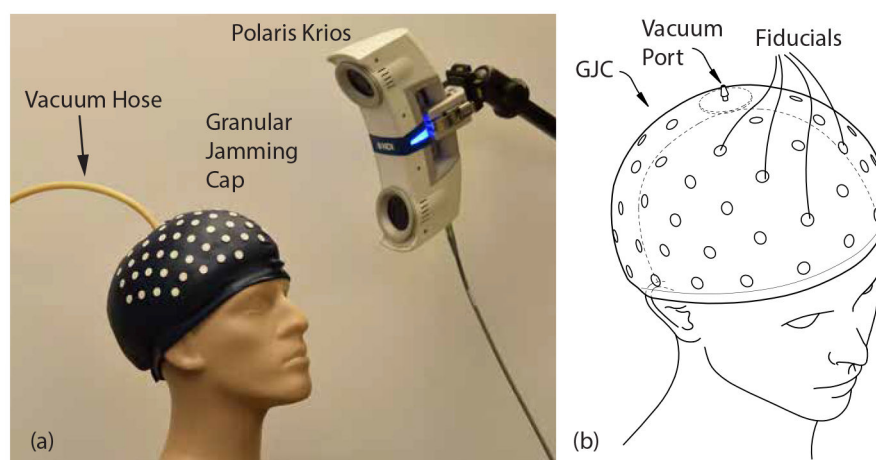 Polaris Krios
Vacuum Hose
Granular
Jamming
Cap
NDI
(a)
Vacuum
Port
Fiducials
GJC
(b)